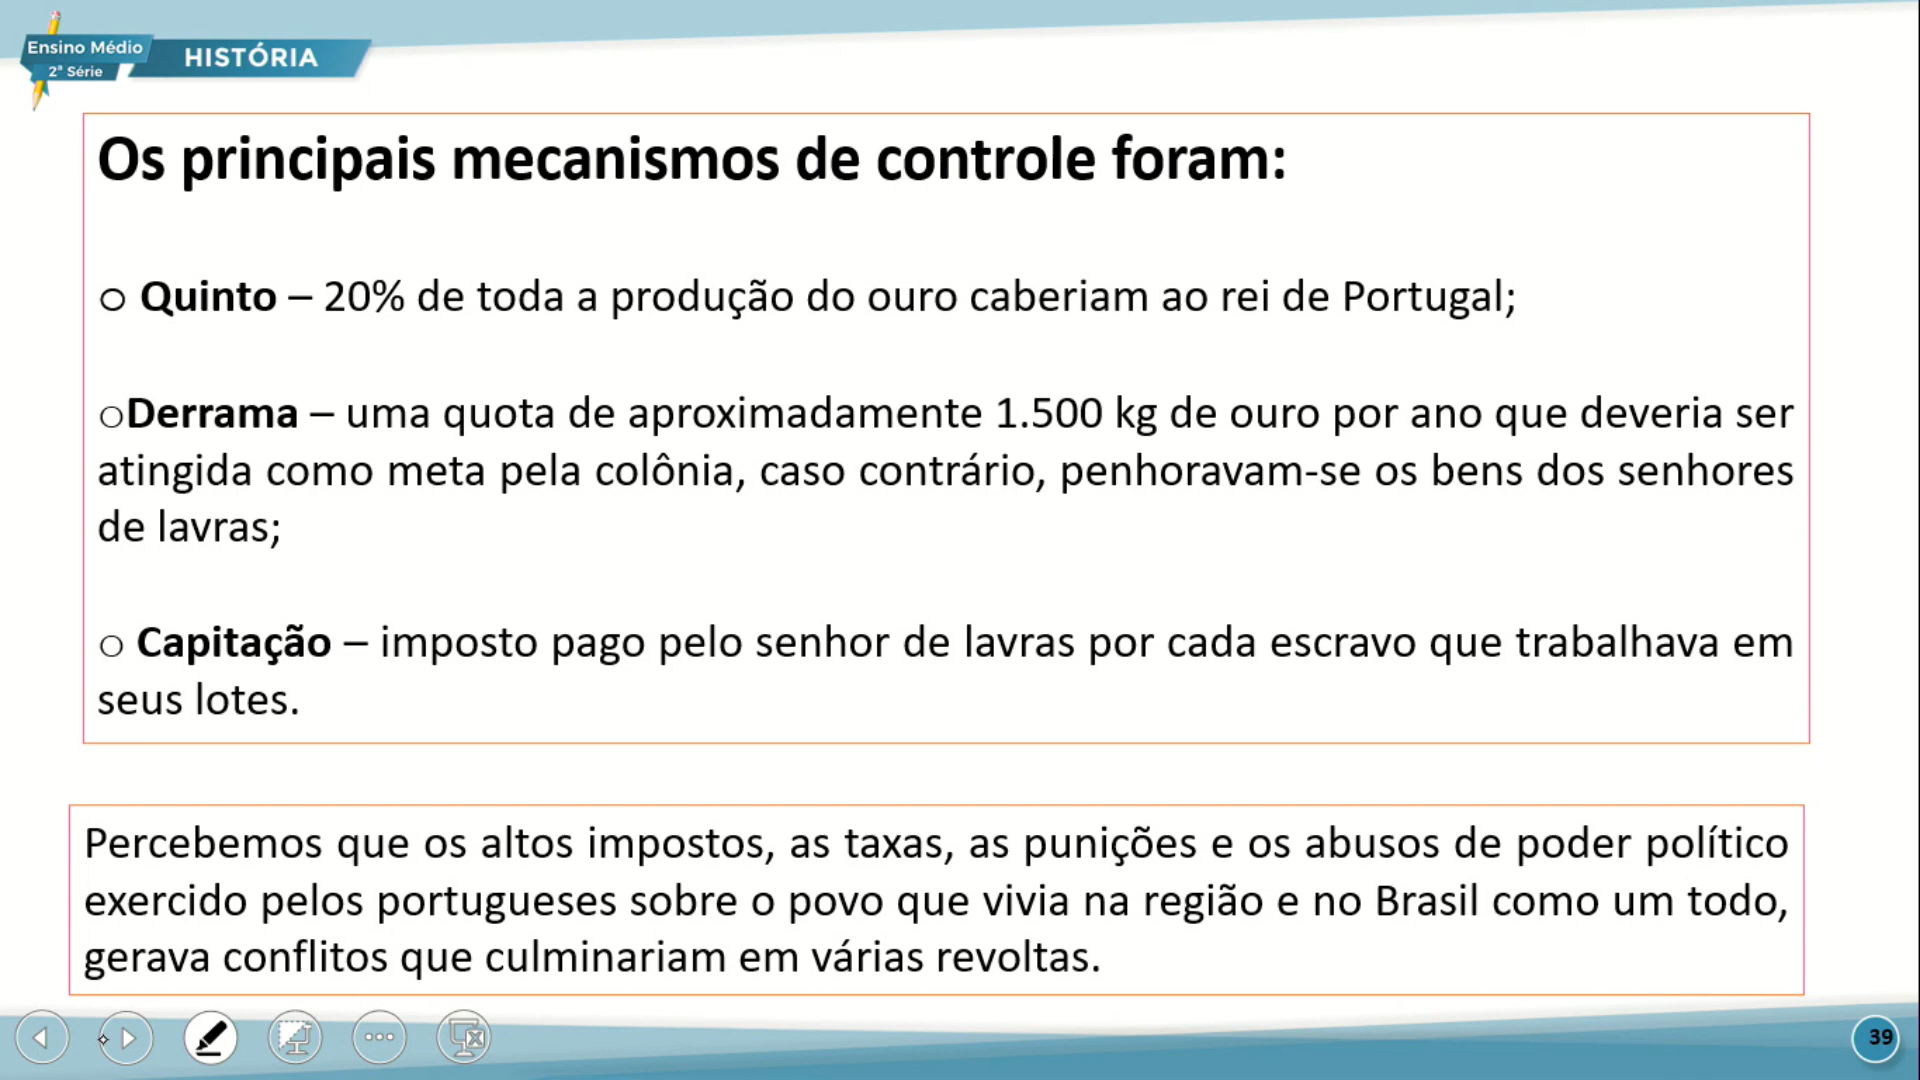 Ensino Médio
2ª Série
HISTÓRIA
Os principais mecanismos de controle foram:
o Quinto – 20% de toda a produção do ouro caberiam ao rei de Portugal;
oDerrama – uma quota de aproximadamente 1.500 kg de ouro por ano que deveria ser
atingida como meta pela colônia, caso contrário, penhoravam-se os bens dos senhores
de lavras;
o Capitação – imposto pago pelo senhor de lavras por cada escravo que trabalhava em
seus lotes.
Percebemos que os altos impostos, as taxas, as punições e os abusos de poder político
exercido pelos portugueses sobre o povo que vivia na região e no Brasil como um todo,
gerava conflitos que culminariam em várias revoltas.
39